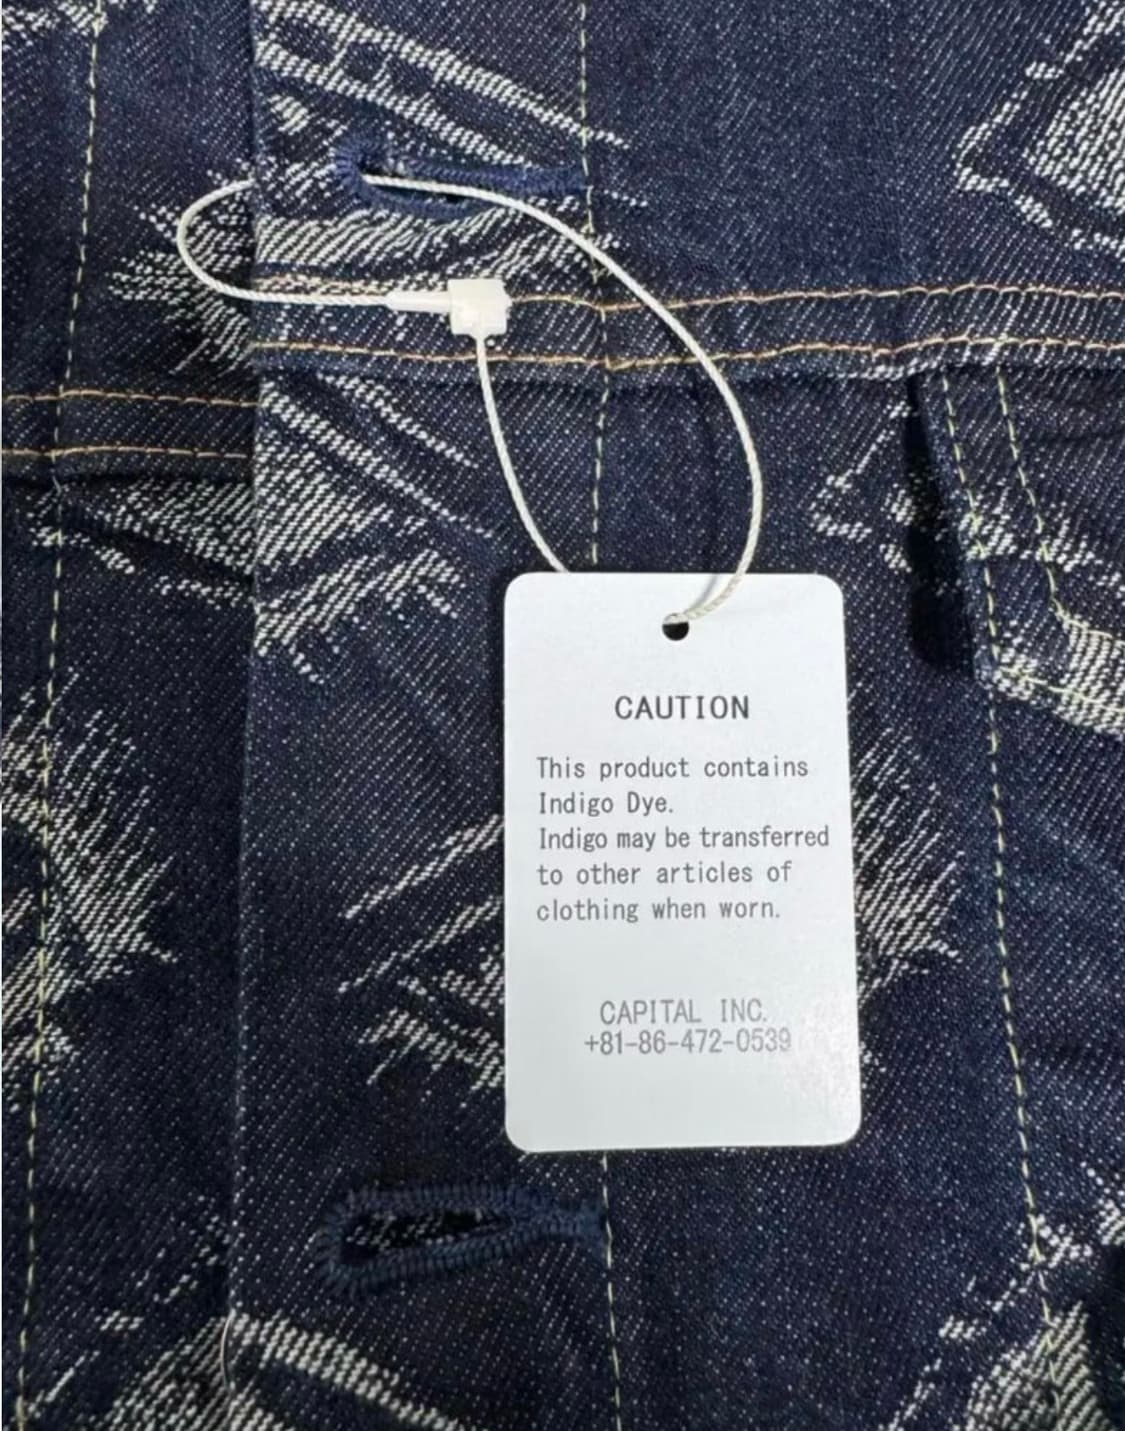 CAUTION
This product contains
Indigo Dye.
Indigo may be transferred
to other articles of
clothing when worn.
CAPITAL INC.
+81-86-472-0539